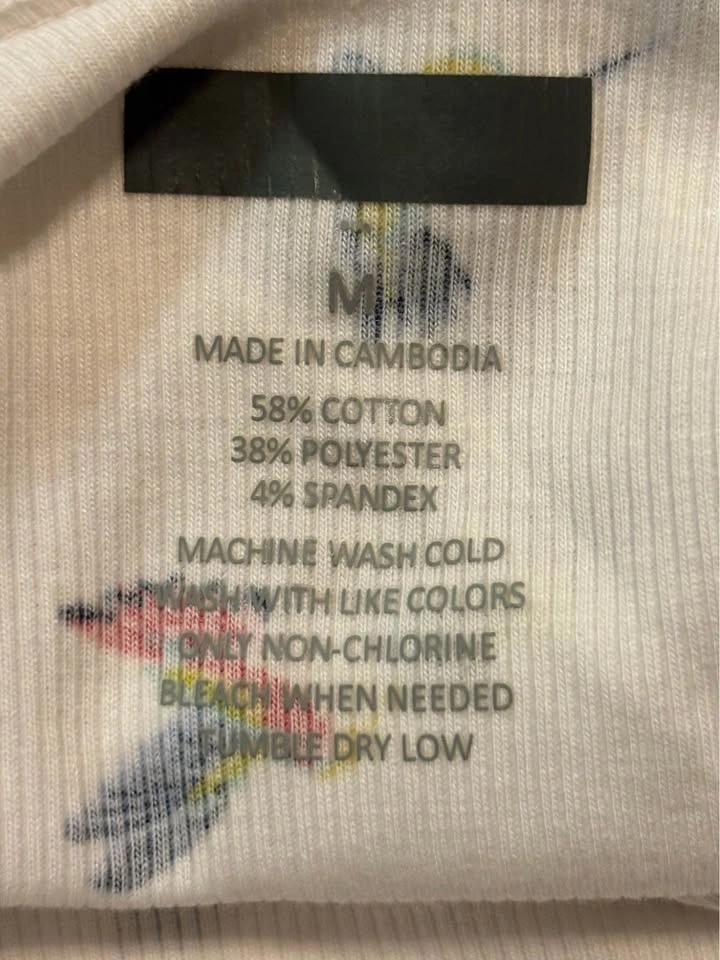 M
MADE IN CAMBODIA
58% COTTON
38% POLYESTER
4% SPANDEX
MACHINE WASH COLD
WASH WITH LIKE COLORS
ONLY NON-CHLORINE
BLEACH WHEN NEEDED
TUMBLE DRY LOW